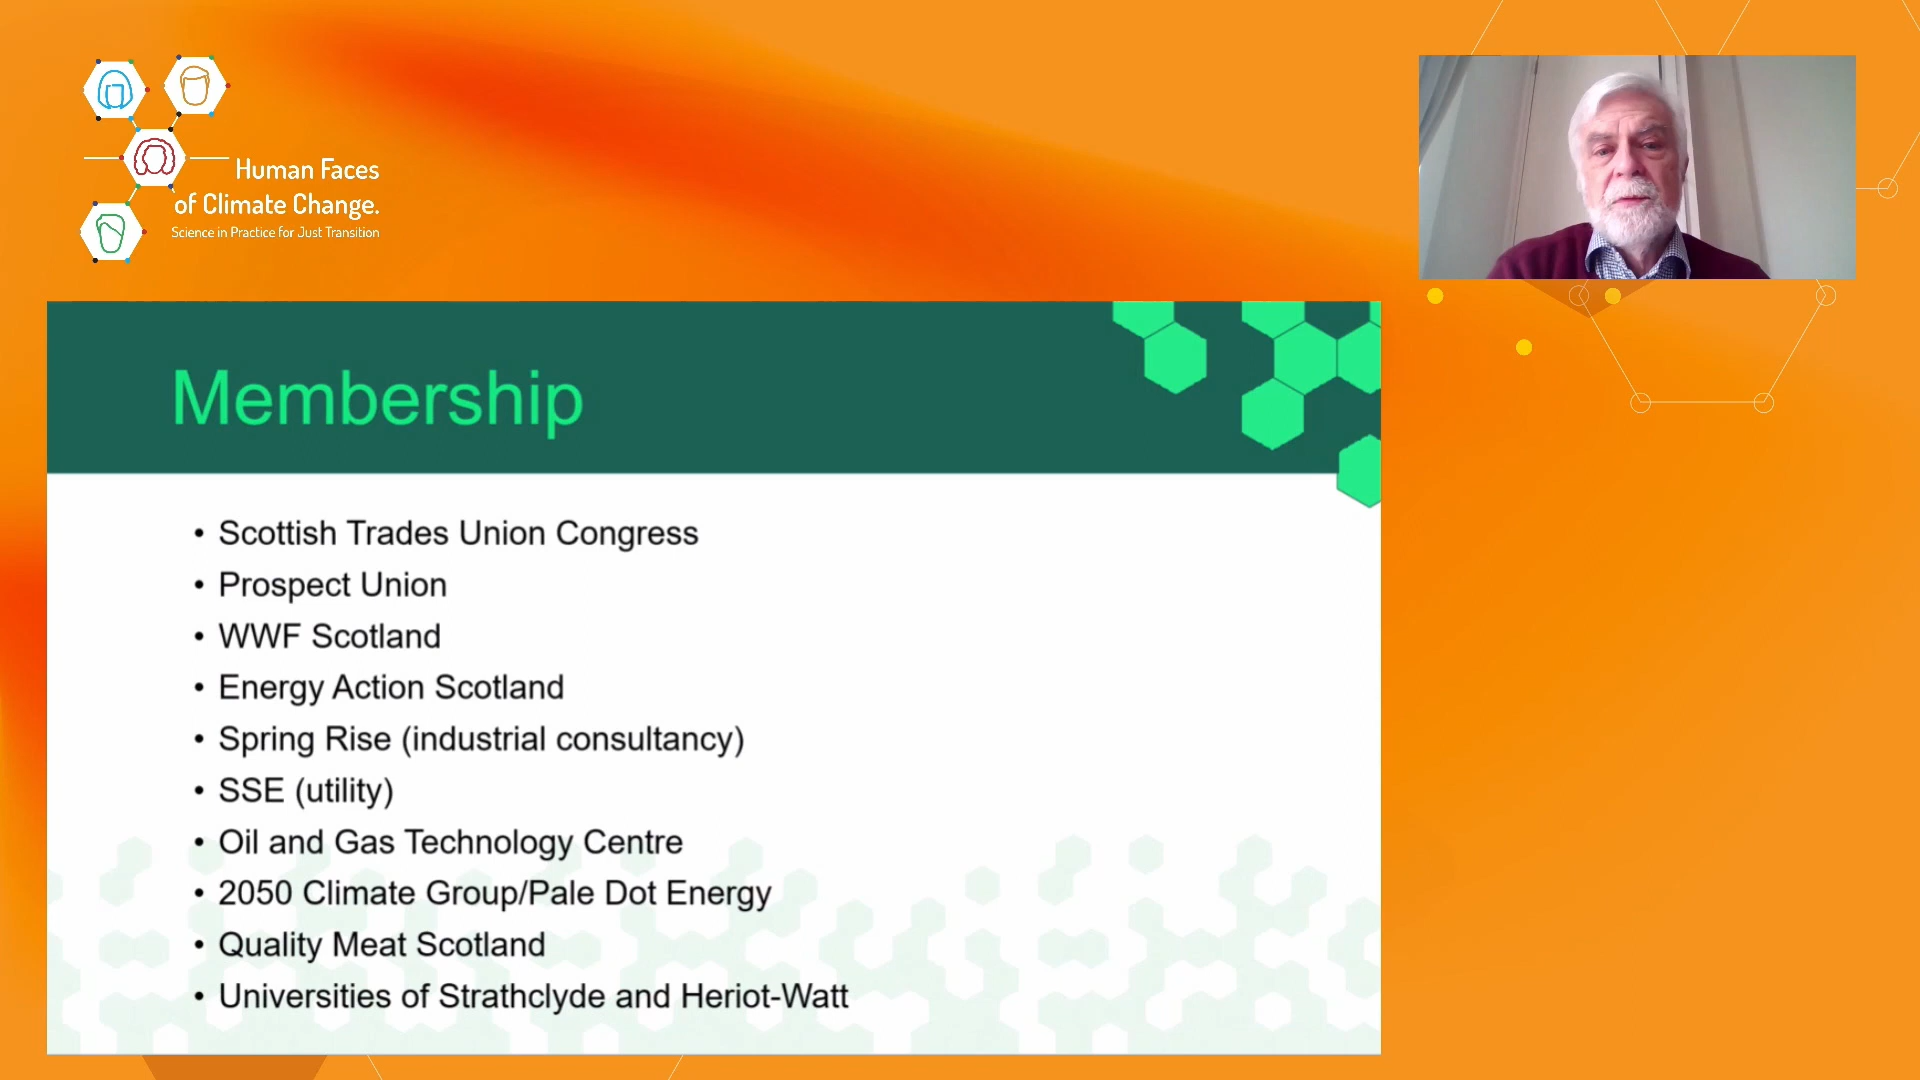 Human Faces
of Climate Change.
Science in Practice for Just Transition
Membership
• Scottish Trades Union Congress
• Prospect Union
• WWF Scotland
• Energy Action Scotland
• Spring Rise (industrial consultancy)
• SSE (utility)
• Oil and Gas Technology Centre
• 2050 Climate Group/Pale Dot Energy
• Quality Meat Scotland
• Universities of Strathclyde and Heriot-Watt